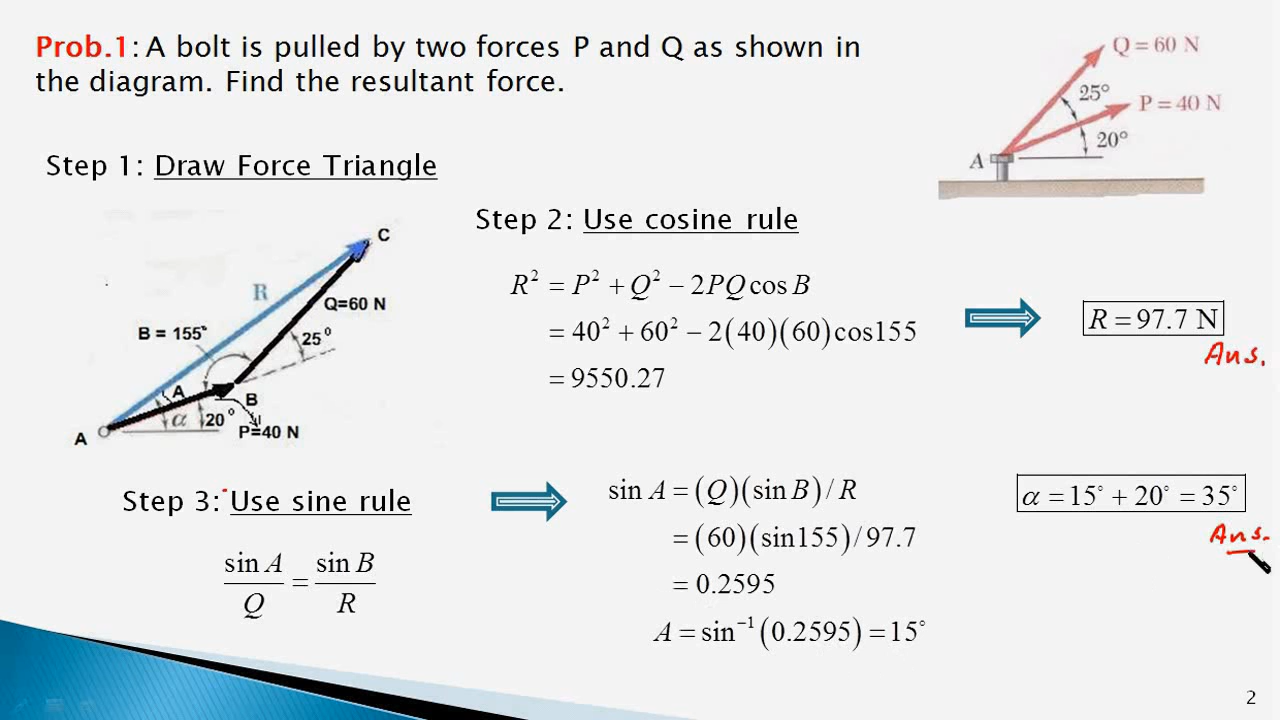 Prob.1: A bolt is pulled by two forces P and Q as shown in
the diagram. Find the resultant force.
Q = 60 N
25°
P = 40 N
20°
A
Step 1: Draw Force Triangle
C
R
Q=60 N
B = 155°
25°
A
B
α
20°
A
P=40 N
Step 2: Use cosine rule
R² = P² + Q² − 2PQ cos B
= 40² + 60² − 2(40)(60)cos155
= 9550.27
R = 97.7 N
Ans.
Step 3: Use sine rule
sin A / Q = sin B / R
sin A = (Q)(sin B) / R
= (60)(sin155) / 97.7
= 0.2595
A = sin⁻¹(0.2595) = 15°
α = 15° + 20° = 35°
Ans.
2